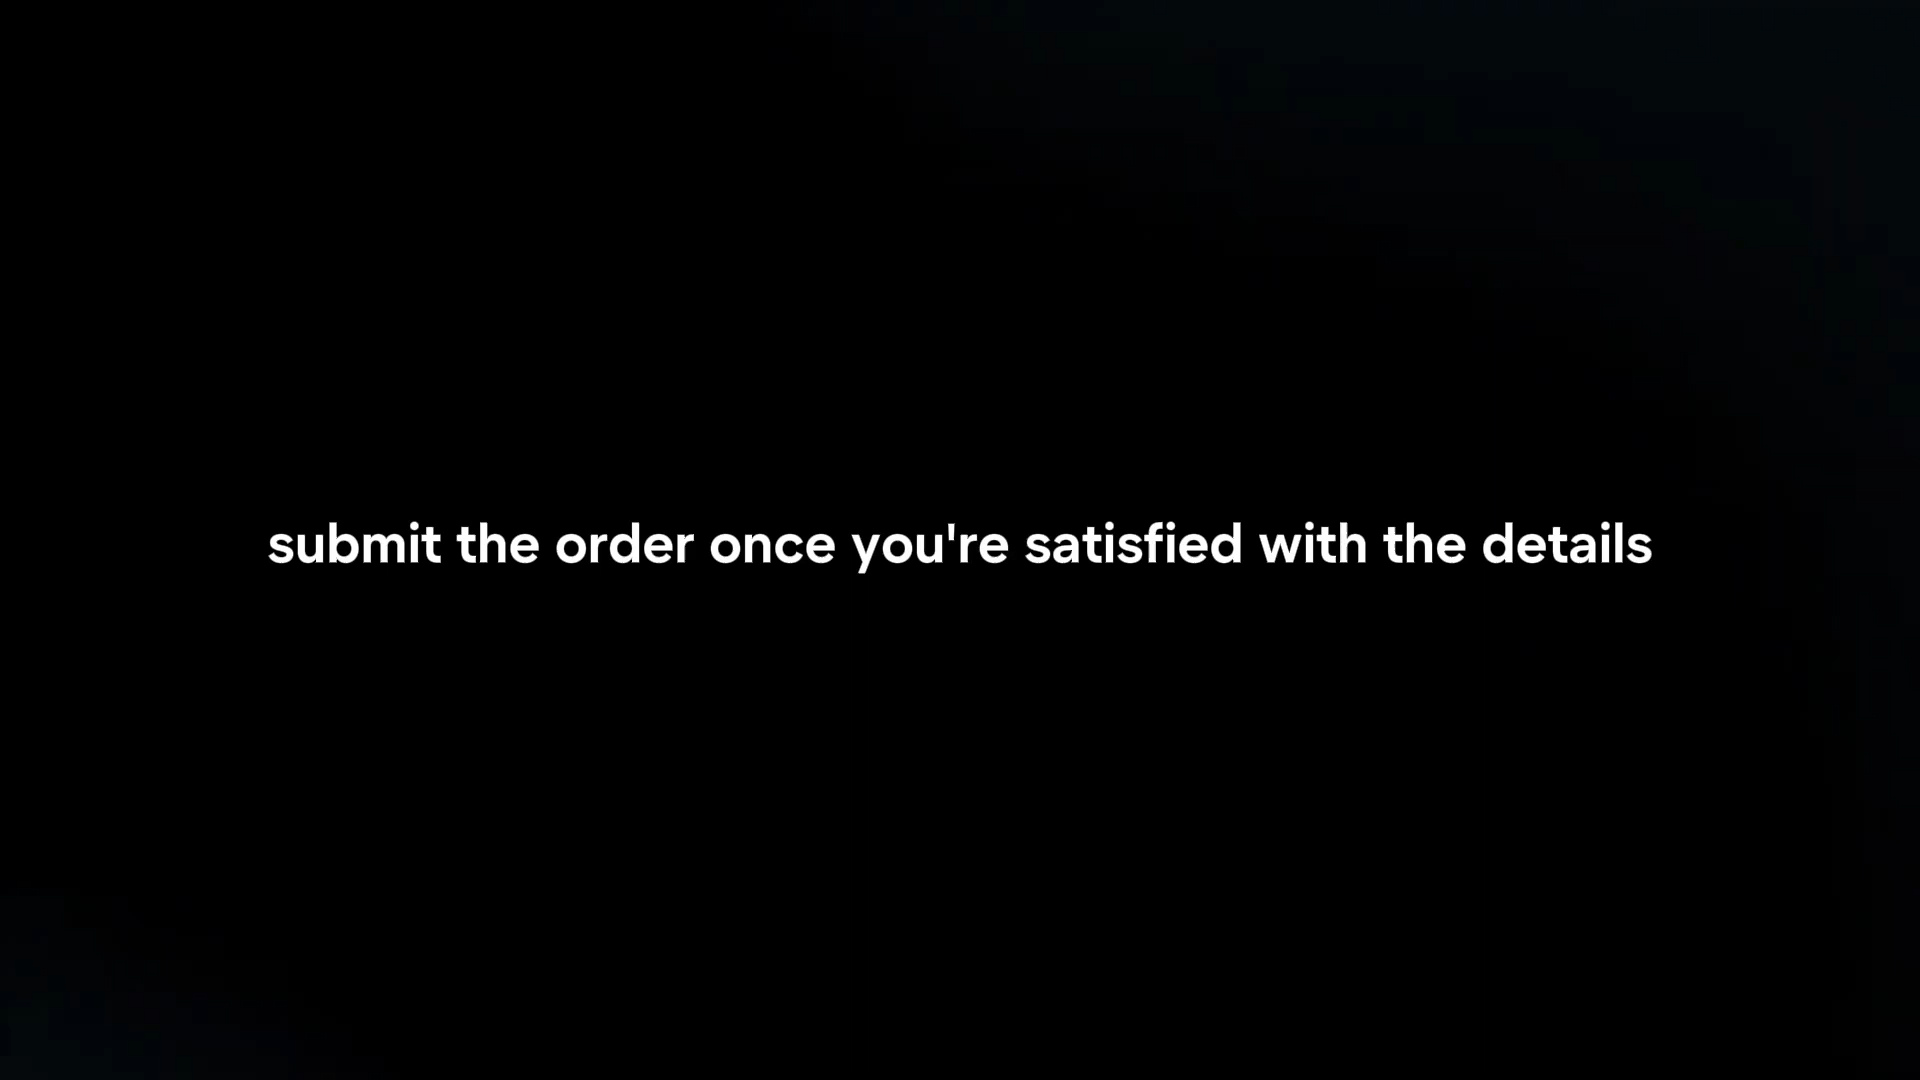 submit the order once you're satisfied with the details